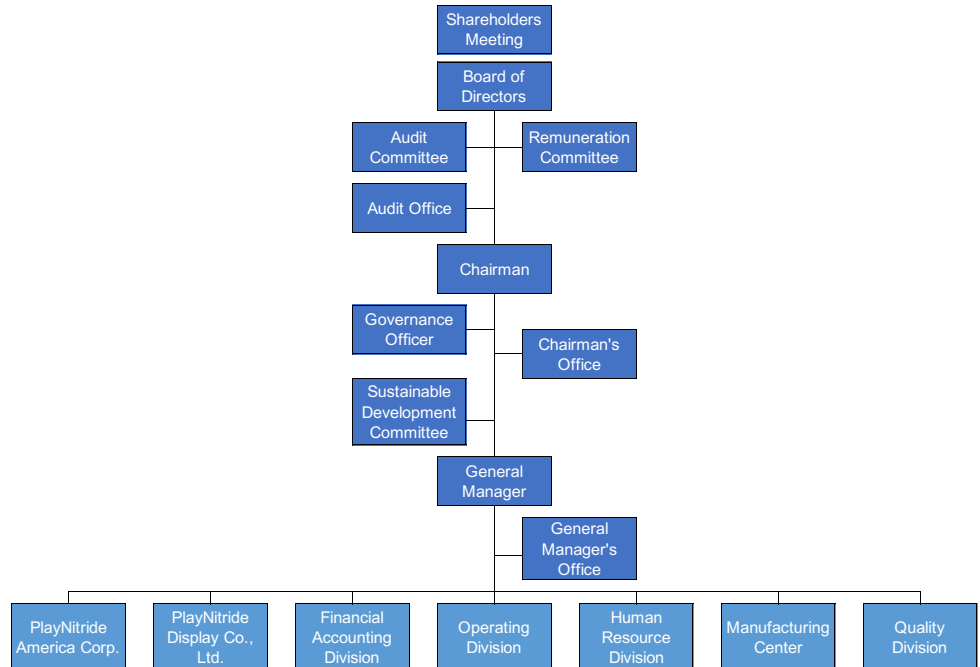 Shareholders
Meeting
Board of
Directors
Audit
Committee
Remuneration
Committee
Audit Office
Chairman
Governance
Officer
Chairman's
Office
Sustainable
Development
Committee
General
Manager
General
Manager's
Office
PlayNitride
America Corp.
PlayNitride
Display Co.,
Ltd.
Financial
Accounting
Division
Operating
Division
Human
Resource
Division
Manufacturing
Center
Quality
Division